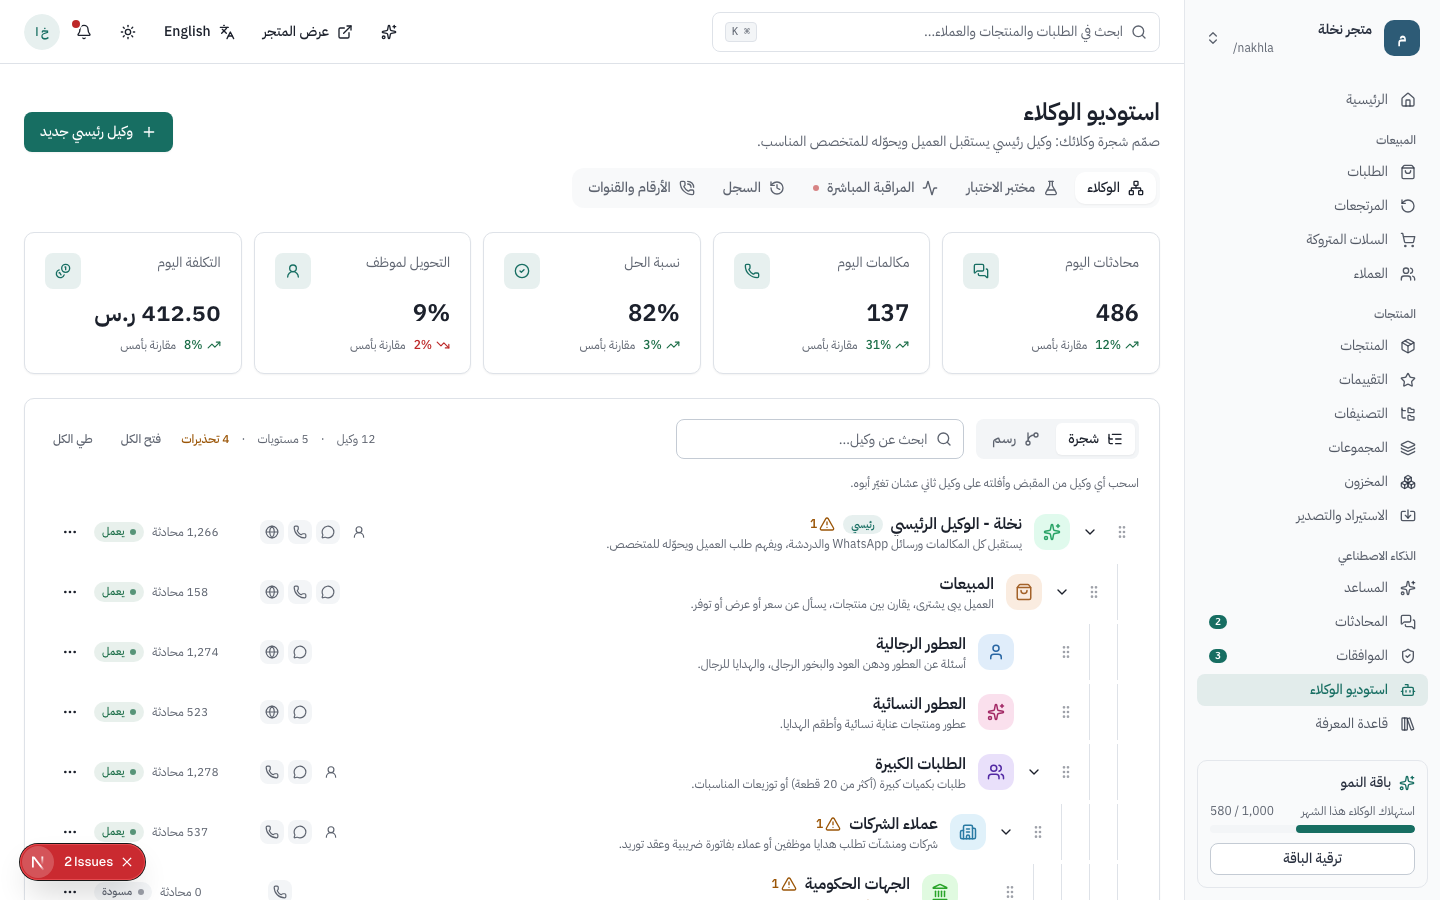 م
متجر نخلة
/nakhla
الرئيسية
المبيعات
الطلبات
المرتجعات
السلات المتروكة
العملاء
المنتجات
المنتجات
التقييمات
التصنيفات
المجموعات
المخزون
الاستيراد والتصدير
الذكاء الاصطناعي
المساعد
المحادثات 2
الموافقات 3
استوديو الوكلاء
قاعدة المعرفة
باقة النمو
استهلاك الوكلاء هذا الشهر 580 / 1,000
ترقية الباقة
ابحث في الطلبات والمنتجات والعملاء... ⌘ K
عرض المتجر
English
خ ا
استوديو الوكلاء
صمّم شجرة وكلائك: وكيل رئيسي يستقبل العميل ويحوّله للمتخصص المناسب.
وكيل رئيسي جديد
الوكلاء
مختبر الاختبار
المراقبة المباشرة
السجل
الأرقام والقنوات
محادثات اليوم
486
12% مقارنة بأمس
مكالمات اليوم
137
31% مقارنة بأمس
نسبة الحل
82%
3% مقارنة بأمس
التحويل لموظف
9%
2% مقارنة بأمس
التكلفة اليوم
412.50 ر.س
8% مقارنة بأمس
شجرة
رسم
ابحث عن وكيل...
12 وكيل · 5 مستويات · 4 تحذيرات
فتح الكل
طي الكل
اسحب أي وكيل من المقبض وأفلته على وكيل ثاني عشان تغيّر أبوه.
نخلة - الوكيل الرئيسي رئيسي 1
يستقبل كل المكالمات ورسائل WhatsApp والدردشة، ويفهم طلب العميل ويحوّله للمتخصص.
1,266 محادثة يعمل
المبيعات
العميل يبي يشتري، يقارن بين منتجات، يسأل عن سعر أو عرض أو توفر.
158 محادثة يعمل
العطور الرجالية
أسئلة عن العطور ودهن العود والبخور الرجالي، والهدايا للرجال.
1,274 محادثة يعمل
العطور النسائية
عطور ومنتجات عناية نسائية وأطقم الهدايا.
523 محادثة يعمل
الطلبات الكبيرة
طلبات بكميات كبيرة (أكثر من 20 قطعة) أو توزيعات المناسبات.
1,278 محادثة يعمل
عملاء الشركات 1
شركات ومنشآت تطلب هدايا موظفين أو عملاء بفاتورة ضريبية وعقد توريد.
537 محادثة يعمل
الجهات الحكومية 1
0 محادثة مسودة
N 2 Issues